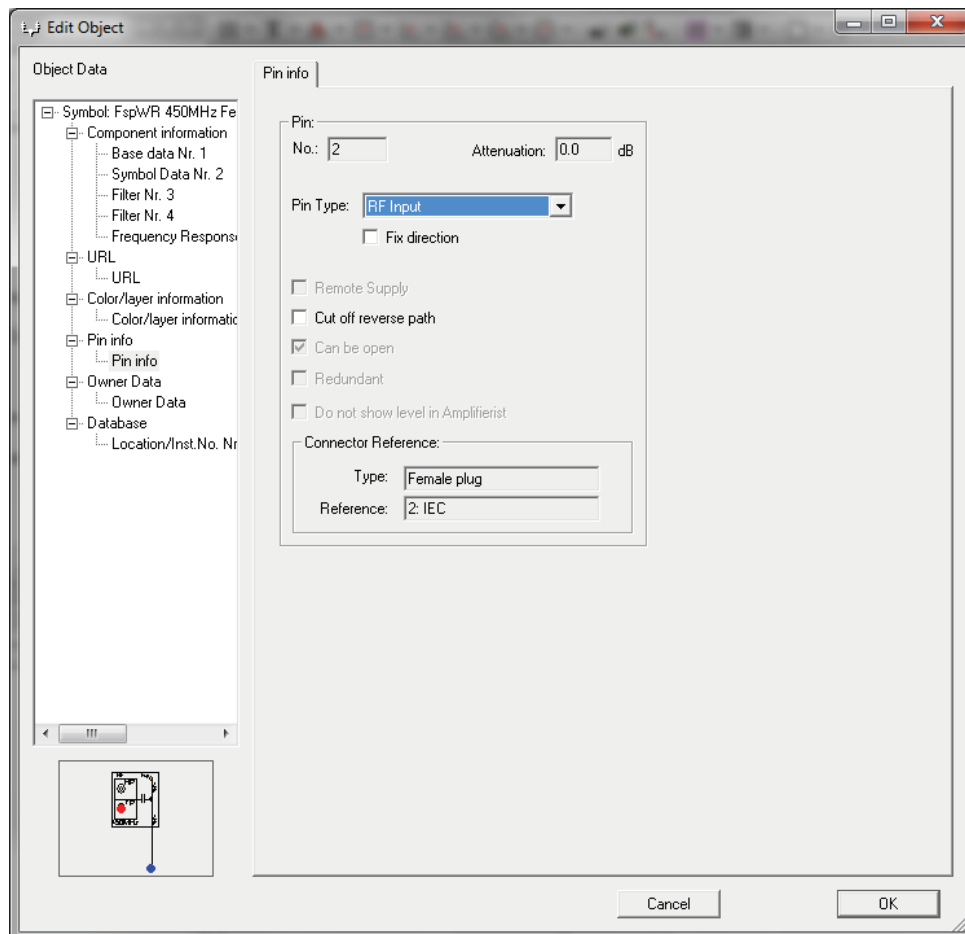 Edit Object
Object Data
Symbol: FspWR 450MHz Fe
Component information
Base data Nr. 1
Symbol Data Nr. 2
Filter Nr. 3
Filter Nr. 4
Frequency Respons
URL
URL
Color/layer information
Color/layer informatic
Pin info
Pin info
Owner Data
Owner Data
Database
Location/Inst.No. Nr
Pin info
Pin:
No.: 2 Attenuation: 0.0 dB
Pin Type: RF Input
Fix direction
Remote Supply
Cut off reverse path
Can be open
Redundant
Do not show level in Amplifierist
Connector Reference:
Type: Female plug
Reference: 2: IEC
450MHz
Cancel OK